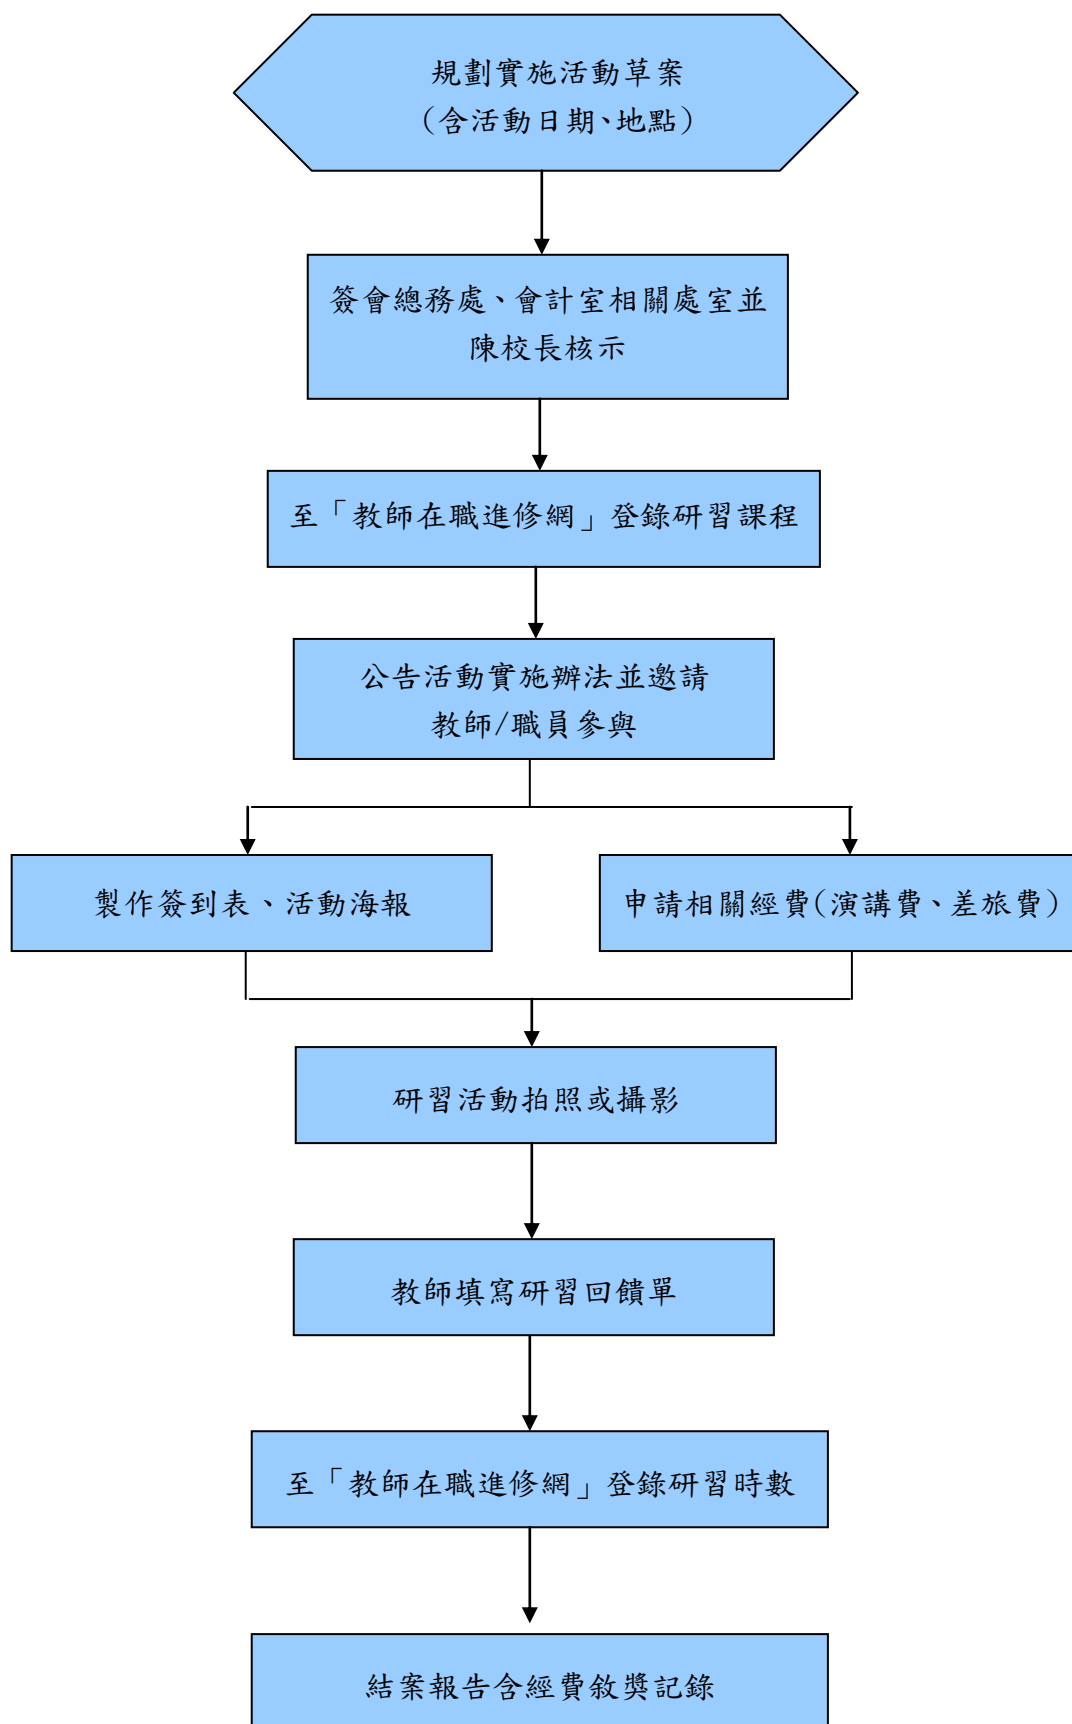 規劃實施活動草案
(含活動日期、地點)
簽會總務處、會計室相關處室並
陳校長核示
至「教師在職進修網」登錄研習課程
公告活動實施辦法並邀請
教師/職員參與
製作簽到表、活動海報
申請相關經費(演講費、差旅費)
研習活動拍照或攝影
教師填寫研習回饋單
至「教師在職進修網」登錄研習時數
結案報告含經費敘獎記錄